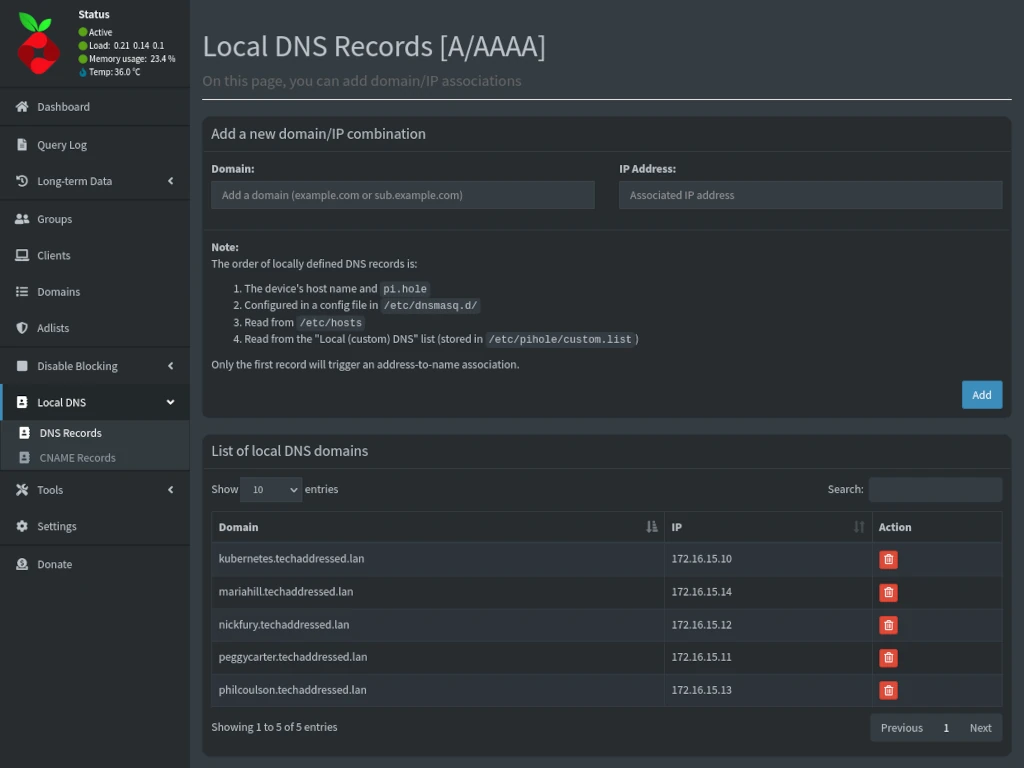 Status
Active
Load: 0.21 0.14 0.1
Memory usage: 23.4 %
Temp: 36.0 °C
Dashboard
Query Log
Long-term Data
Groups
Clients
Domains
Adlists
Disable Blocking
Local DNS
DNS Records
CNAME Records
Tools
Settings
Donate
Local DNS Records [A/AAAA]
On this page, you can add domain/IP associations
Add a new domain/IP combination
Domain: IP Address:
Add a domain (example.com or sub.example.com) Associated IP address
Note:
The order of locally defined DNS records is:
1. The device's host name and pi.hole
2. Configured in a config file in /etc/dnsmasq.d/
3. Read from /etc/hosts
4. Read from the "Local (custom) DNS" list (stored in /etc/pihole/custom.list)
Only the first record will trigger an address-to-name association.
Add
List of local DNS domains
Show 10 entries Search:
Domain IP Action
kubernetes.techaddressed.lan 172.16.15.10
mariahill.techaddressed.lan 172.16.15.14
nickfury.techaddressed.lan 172.16.15.12
peggycarter.techaddressed.lan 172.16.15.11
philcoulson.techaddressed.lan 172.16.15.13
Showing 1 to 5 of 5 entries Previous 1 Next